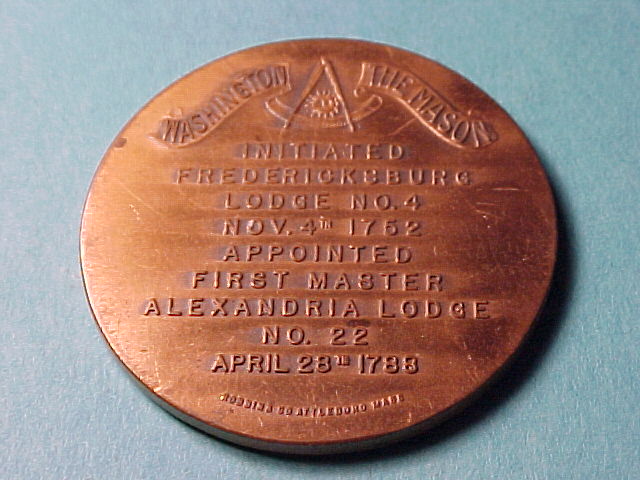 WASHINGTON THE MASON
INITIATED
FREDERICKSBURG
LODGE NO. 4
NOV. 4TH 1752
APPOINTED
FIRST MASTER
ALEXANDRIA LODGE
NO. 22
APRIL 28TH 1788
ROBBINS CO ATTLEBORO MASS